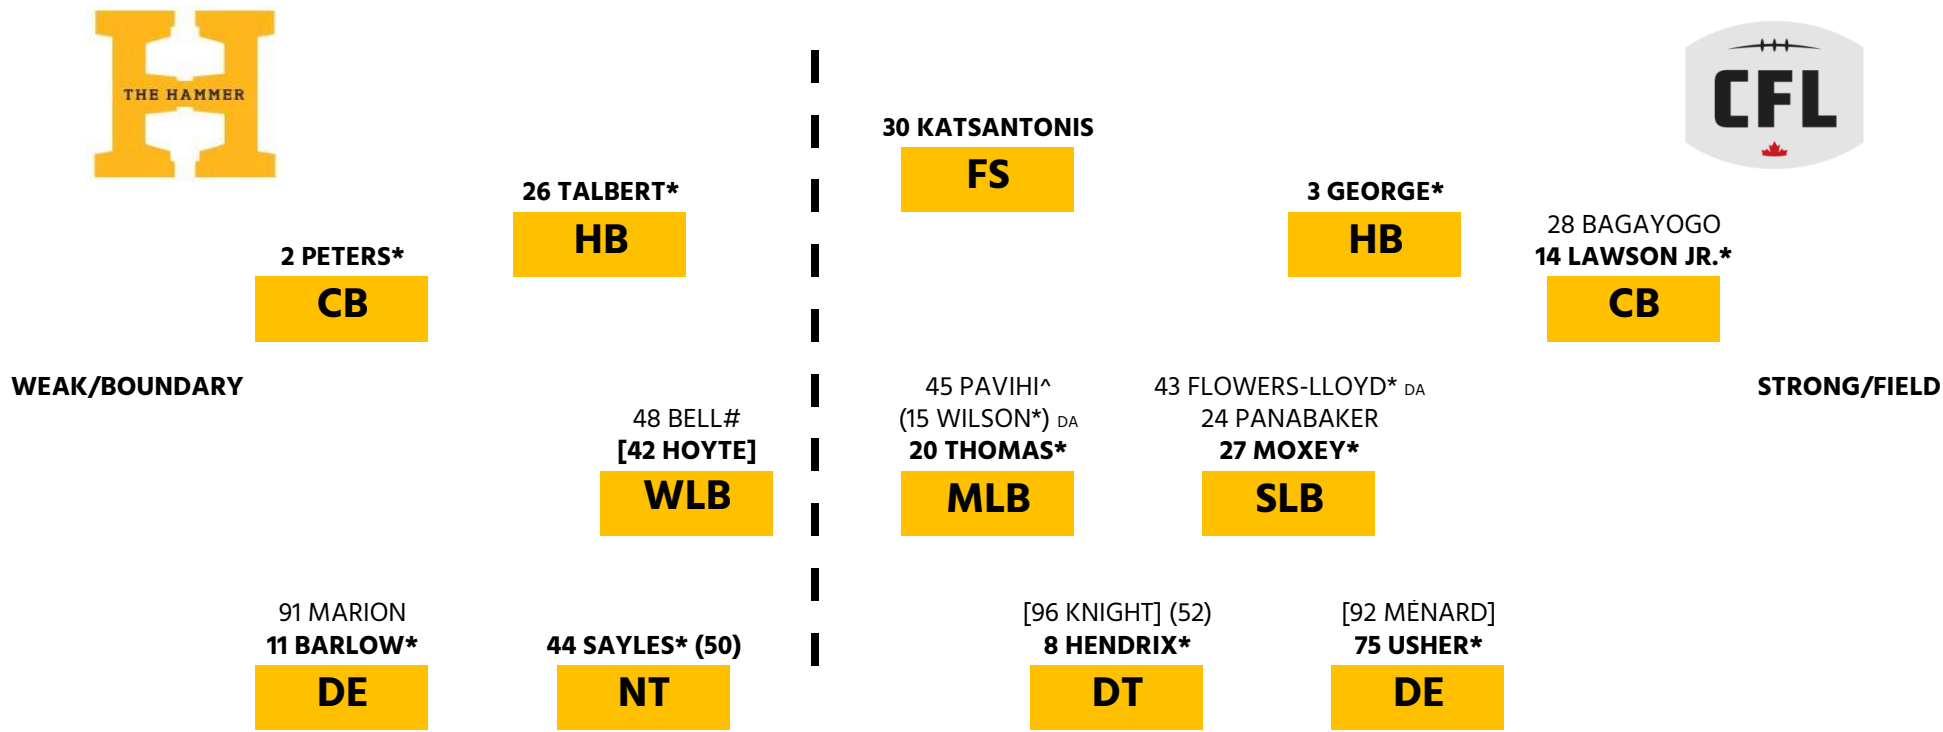 THE HAMMER
CFL
30 KATSANTONIS
FS
26 TALBERT*
HB
3 GEORGE*
HB
28 BAGAYOGO
14 LAWSON JR.*
CB
2 PETERS*
CB
WEAK/BOUNDARY
STRONG/FIELD
48 BELL#
[42 HOYTE]
WLB
45 PAVIHI^
(15 WILSON*) DA
20 THOMAS*
MLB
43 FLOWERS-LLOYD* DA
24 PANABAKER
27 MOXEY*
SLB
91 MARION
11 BARLOW*
DE
44 SAYLES* (50)
NT
[96 KNIGHT] (52)
8 HENDRIX*
DT
[92 MÉNARD]
75 USHER*
DE